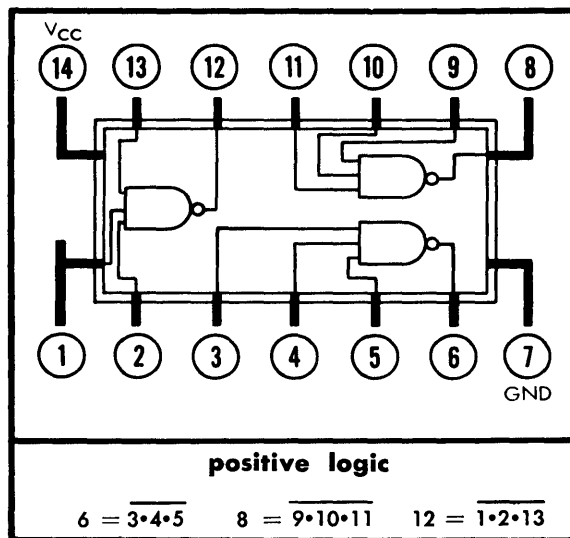 VCC
14 13 12 11 10 9 8
1 2 3 4 5 6 7
GND
positive logic
6 = 3•4•5 8 = 9•10•11 12 = 1•2•13